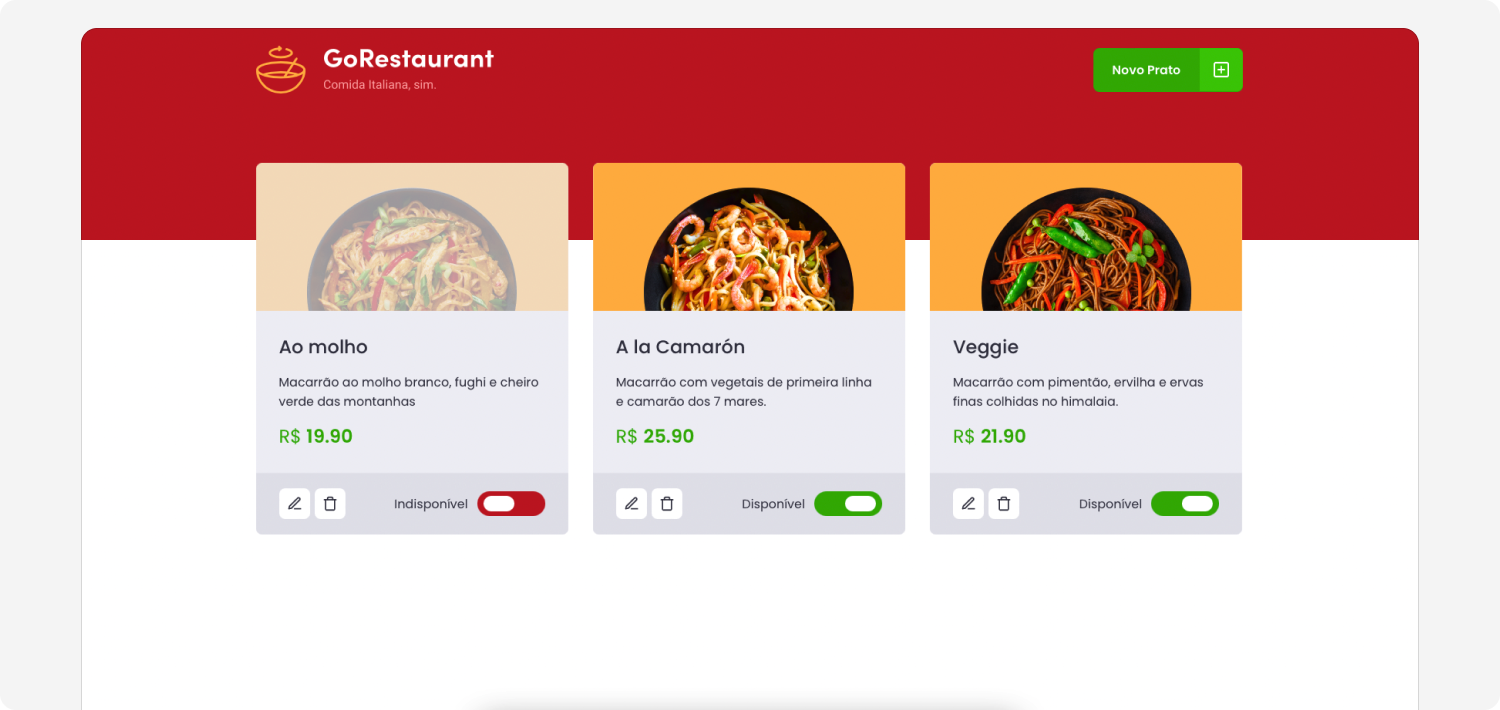 GoRestaurant
Comida Italiana, sim.
Novo Prato
Ao molho
Macarrão ao molho branco, fughi e cheiro
verde das montanhas
R$ 19.90
Indisponível
A la Camarón
Macarrão com vegetais de primeira linha
e camarão dos 7 mares.
R$ 25.90
Disponível
Veggie
Macarrão com pimentão, ervilha e ervas
finas colhidas no himalaia.
R$ 21.90
Disponível